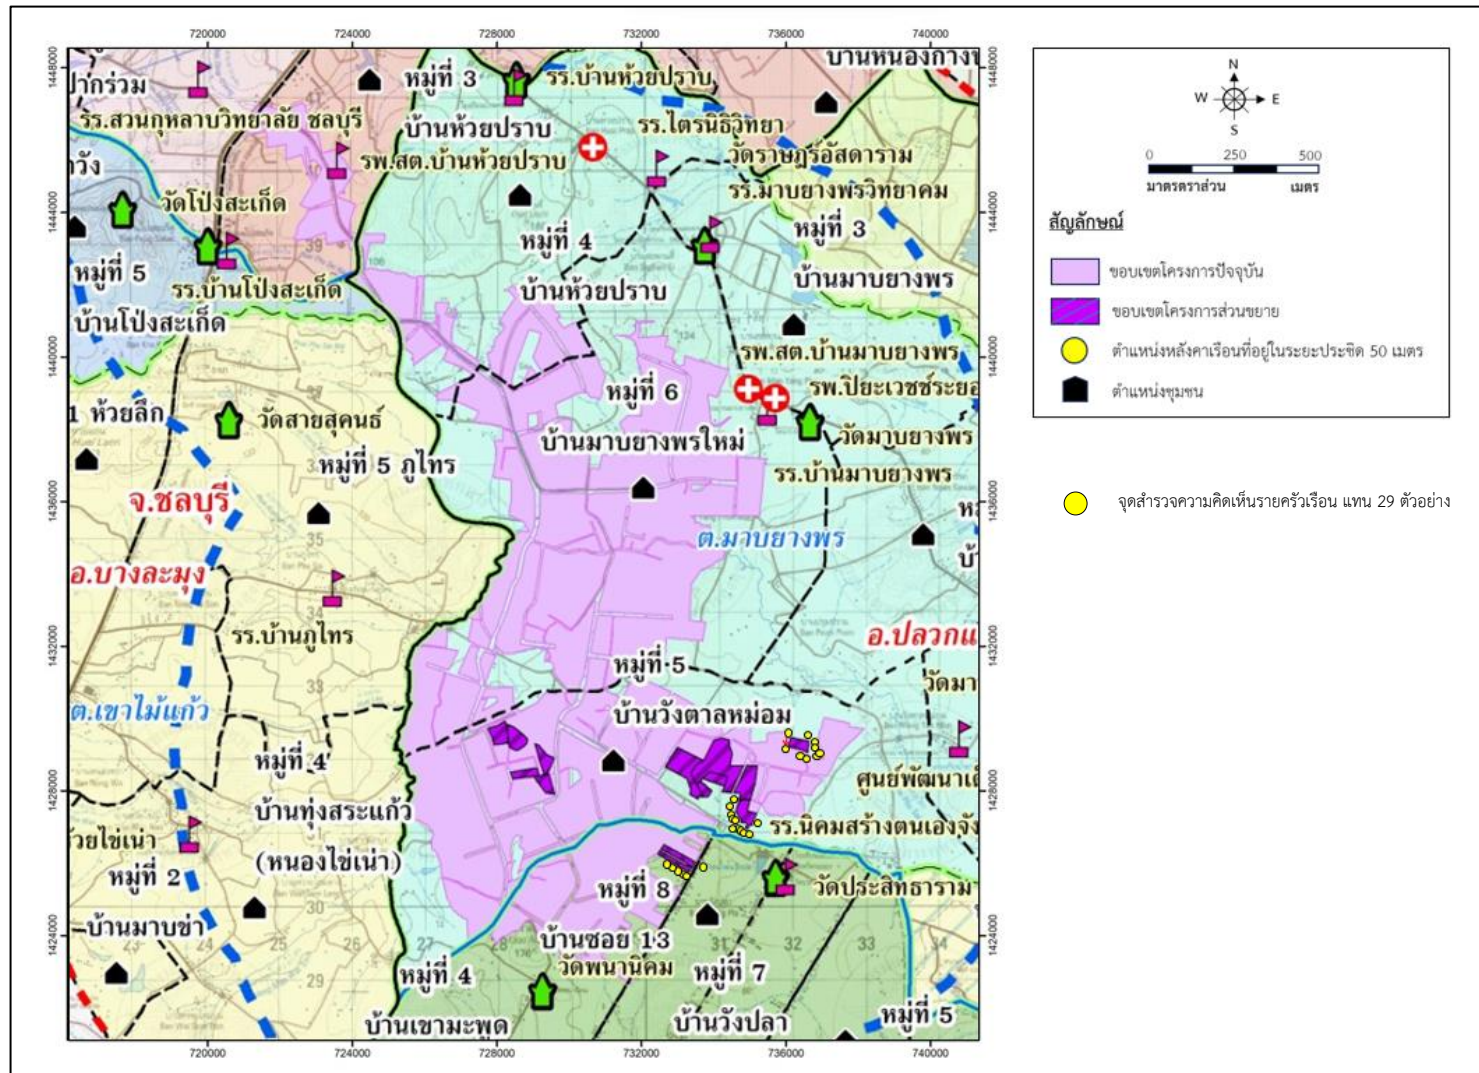 720000 724000 728000 732000 736000 740000
1448000
1444000
1440000
1436000
1432000
1428000
1424000
หมู่ที่ 3
รร.บ้านห้วยปราบ
ปากร่วม
รร.สวนกุหลาบวิทยาลัย ชลบุรี
บ้านห้วยปราบ
รร.ไตรนิธิวิทยา
รพ.สต.บ้านห้วยปราบ
วัดราษฎร์อัสดาราม
รร.มาบยางพรวิทยาคม
วัดโป่งสะเก็ด
หมู่ที่ 4
หมู่ที่ 3
หมู่ที่ 5
รร.บ้านโป่งสะเก็ด
บ้านห้วยปราบ
บ้านมาบยางพร
บ้านโป่งสะเก็ด
รพ.สต.บ้านมาบยางพร
หมู่ที่ 6
รพ.ปิยะเวชช์ระยอ
1 ห้วยลึก
วัดสายสุคนธ์
บ้านมาบยางพรใหม่
วัดมาบยางพร
หมู่ที่ 5 ภูไทร
รร.บ้านมาบยางพร
จ.ชลบุรี
ต.มาบยางพร
อ.บางละมุง
รร.บ้านภูไทร
อ.ปลวกแ
หมู่ที่ 5
วัดมา
ต.เขาไม้แก้ว
บ้านวังตาลหม่อม
หมู่ที่ 4
ศูนย์พัฒนาเด็
บ้านทุ่งสระแก้ว
รร.นิคมสร้างตนเองจัง
(หนองไข่เน่า)
หมู่ที่ 2
หมู่ที่ 8
วัดประสิทธาราม
บ้านมาบข่า
บ้านซอย 13
วัดพนานิคม
หมู่ที่ 4
หมู่ที่ 7
บ้านเขามะพูด
บ้านวังปลา
หมู่ที่ 5
720000 724000 728000 732000 736000 740000
N
W E
S
0 250 500
มาตรตราส่วน เมตร
สัญลักษณ์
ขอบเขตโครงการปัจจุบัน
ขอบเขตโครงการส่วนขยาย
ตำแหน่งหลังคาเรือนที่อยู่ในระยะประชิด 50 เมตร
ตำแหน่งชุมชน
จุดสำรวจความคิดเห็นรายครัวเรือน แทน 29 ตัวอย่าง